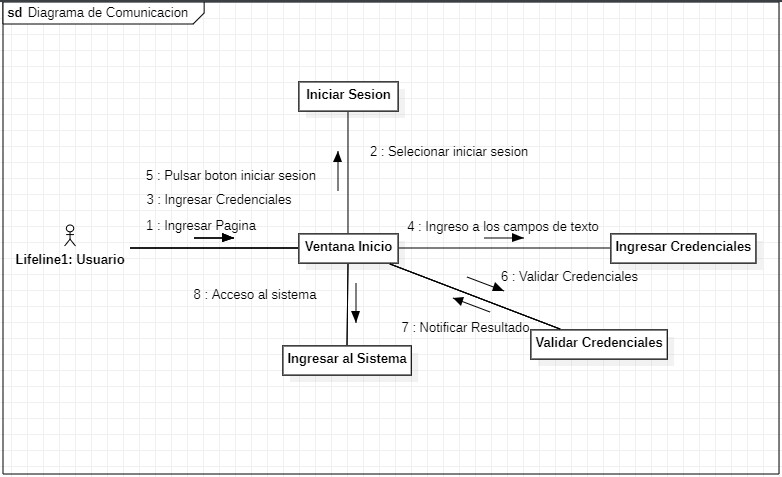 sd Diagrama de Comunicacion
Iniciar Sesion
2 : Selecionar iniciar sesion
5 : Pulsar boton iniciar sesion
3 : Ingresar Credenciales
1 : Ingresar Pagina
4 : Ingreso a los campos de texto
Lifeline1: Usuario
Ventana Inicio
Ingresar Credenciales
6 : Validar Credenciales
8 : Acceso al sistema
7 : Notificar Resultado
Validar Credenciales
Ingresar al Sistema